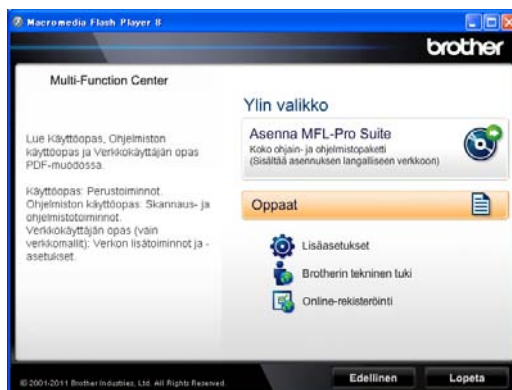 Macromedia Flash Player 8
brother
Multi-Function Center
Lue Käyttöopas, Ohjelmiston
käyttöopas ja Verkkokäyttäjän opas
PDF-muodossa.
Käyttöopas: Perustoiminnot.
Ohjelmiston käyttöopas: Skannaus- ja
ohjelmistotoiminnot.
Verkkokäyttäjän opas (vain
verkkomallit): Verkon lisätoiminnot ja -
asetukset.
Ylin valikko
Asenna MFL-Pro Suite
Koko ohjain- ja ohjelmistopaketti
(Sisältää asennuksen langalliseen verkkoon)
Oppaat
Lisäasetukset
Brotherin tekninen tuki
Online-rekisteröinti
© 2001-2011 Brother Industries, Ltd. All Rights Reserved.
Edellinen
Lopeta